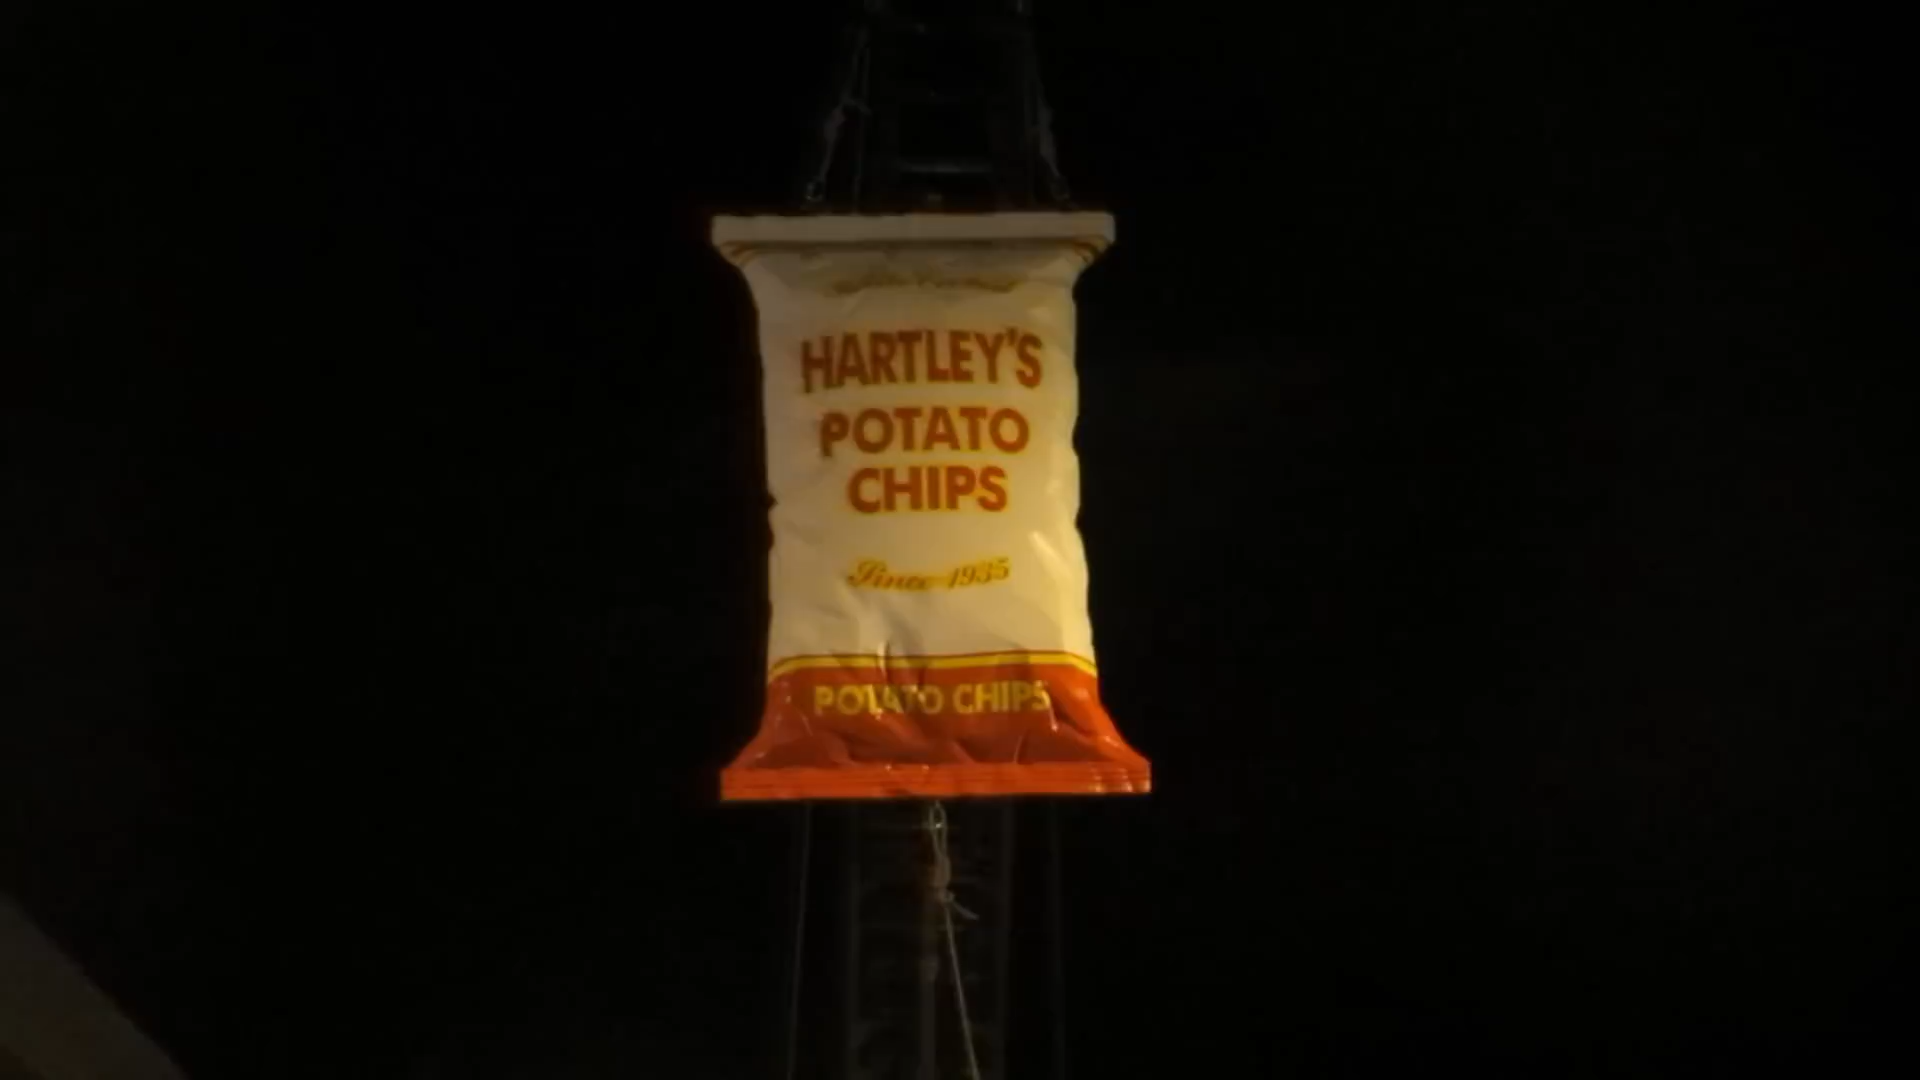 HARTLEY'S
POTATO
CHIPS
Since 1935
POTATO CHIPS